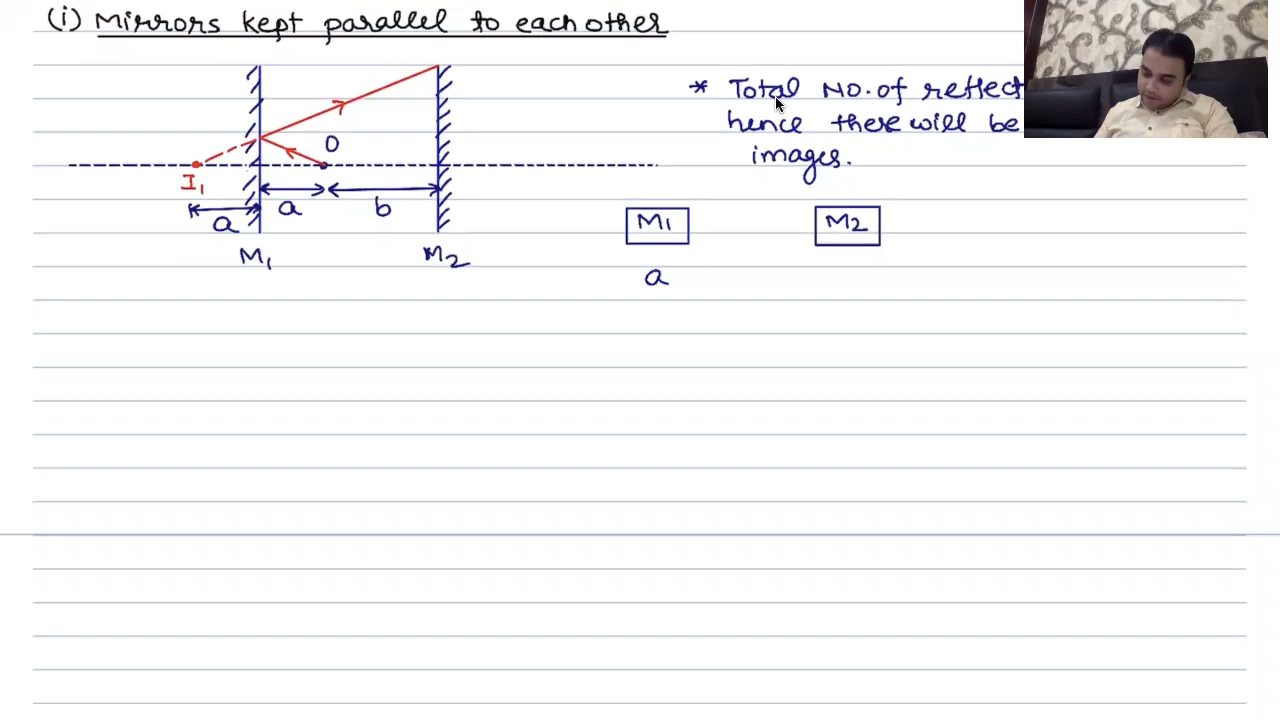 (i) Mirrors kept parallel to each other
* Total No. of reflect
hence there will be
images.
O
I₁
a
a
b
M₁
M₂
M₁
M₂
a